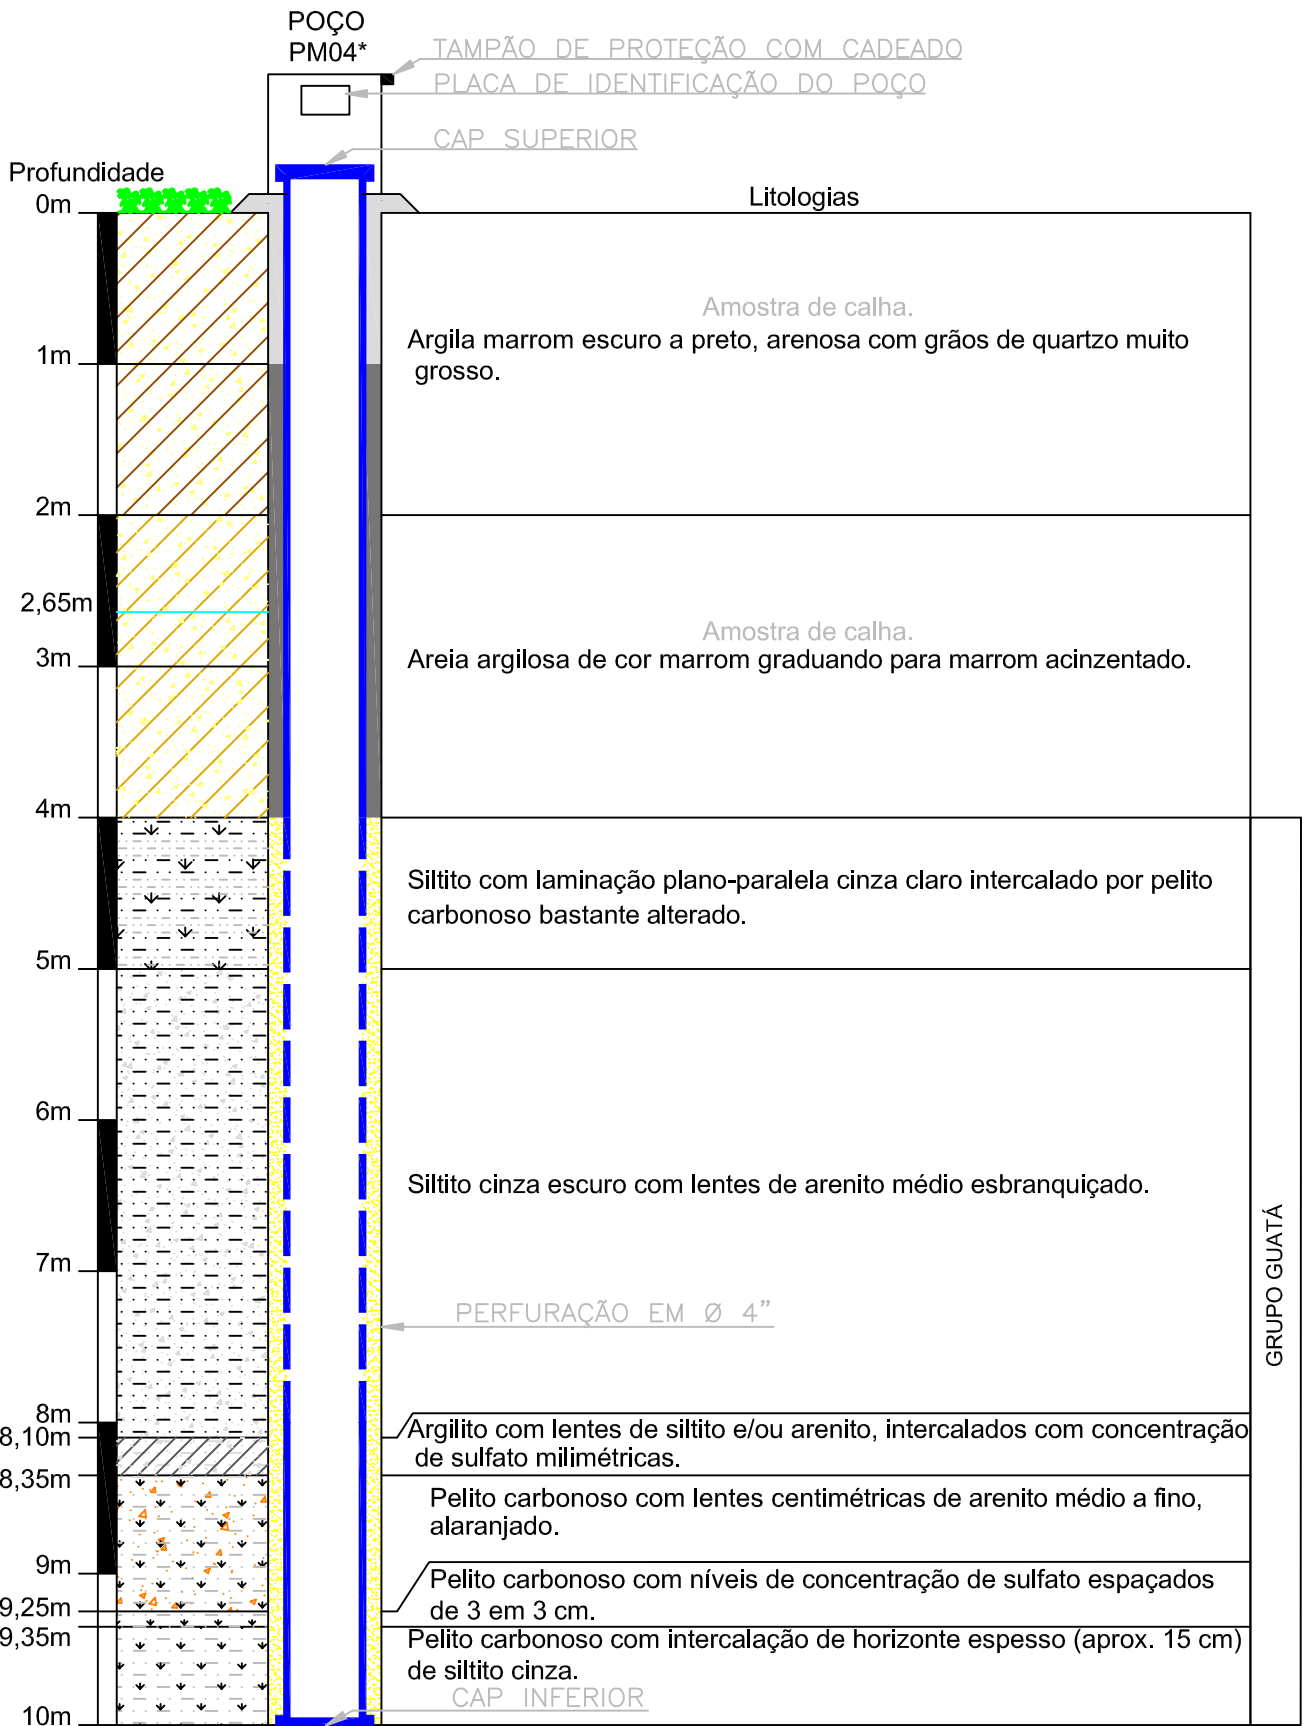 POÇO
PM04*
TAMPÃO DE PROTEÇÃO COM CADEADO
PLACA DE IDENTIFICAÇÃO DO POÇO
CAP SUPERIOR
Profundidade
Litologias
0m
Amostra de calha.
Argila marrom escuro a preto, arenosa com grãos de quartzo muito
grosso.
1m
2m
2,65m
Amostra de calha.
Areia argilosa de cor marrom graduando para marrom acinzentado.
3m
4m
Siltito com laminação plano-paralela cinza claro intercalado por pelito
carbonoso bastante alterado.
5m
6m
Siltito cinza escuro com lentes de arenito médio esbranquiçado.
GRUPO GUATÁ
7m
PERFURAÇÃO EM Ø 4”
8m
8,10m
Argilito com lentes de siltito e/ou arenito, intercalados com concentração
de sulfato milimétricas.
8,35m
Pelito carbonoso com lentes centimétricas de arenito médio a fino,
alaranjado.
9m
Pelito carbonoso com níveis de concentração de sulfato espaçados
de 3 em 3 cm.
9,25m
9,35m
Pelito carbonoso com intercalação de horizonte espesso (aprox. 15 cm)
de siltito cinza.
CAP INFERIOR
10m